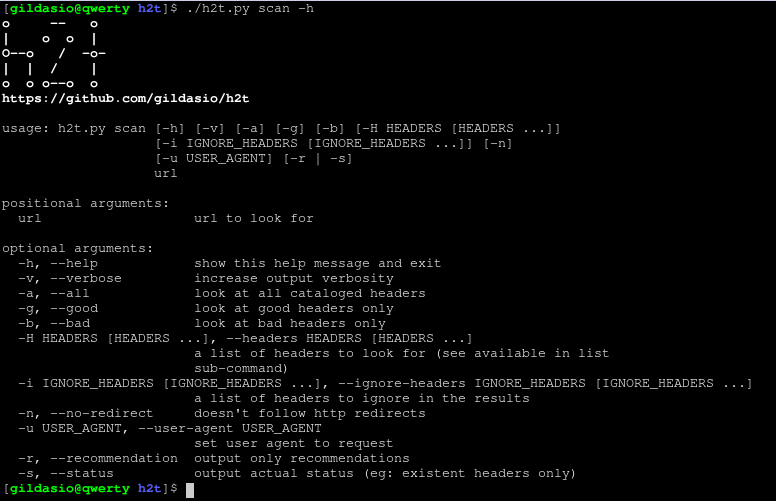 [gildasio@qwerty h2t]$ ./h2t.py scan -h
o     --   o
|    o  o  |
O--o   /  -o-
|  |  /    |
o  o o--o  o
https://github.com/gildasio/h2t
usage: h2t.py scan [-h] [-v] [-a] [-g] [-b] [-H HEADERS [HEADERS ...]]
[-i IGNORE_HEADERS [IGNORE_HEADERS ...]] [-n]
[-u USER_AGENT] [-r | -s]
url
positional arguments:
url                   url to look for
optional arguments:
-h, --help            show this help message and exit
-v, --verbose         increase output verbosity
-a, --all             look at all cataloged headers
-g, --good            look at good headers only
-b, --bad             look at bad headers only
-H HEADERS [HEADERS ...], --headers HEADERS [HEADERS ...]
a list of headers to look for (see available in list
sub-command)
-i IGNORE_HEADERS [IGNORE_HEADERS ...], --ignore-headers IGNORE_HEADERS [IGNORE_HEADERS ...]
a list of headers to ignore in the results
-n, --no-redirect     doesn't follow http redirects
-u USER_AGENT, --user-agent USER_AGENT
set user agent to request
-r, --recommendation  output only recommendations
-s, --status          output actual status (eg: existent headers only)
[gildasio@qwerty h2t]$